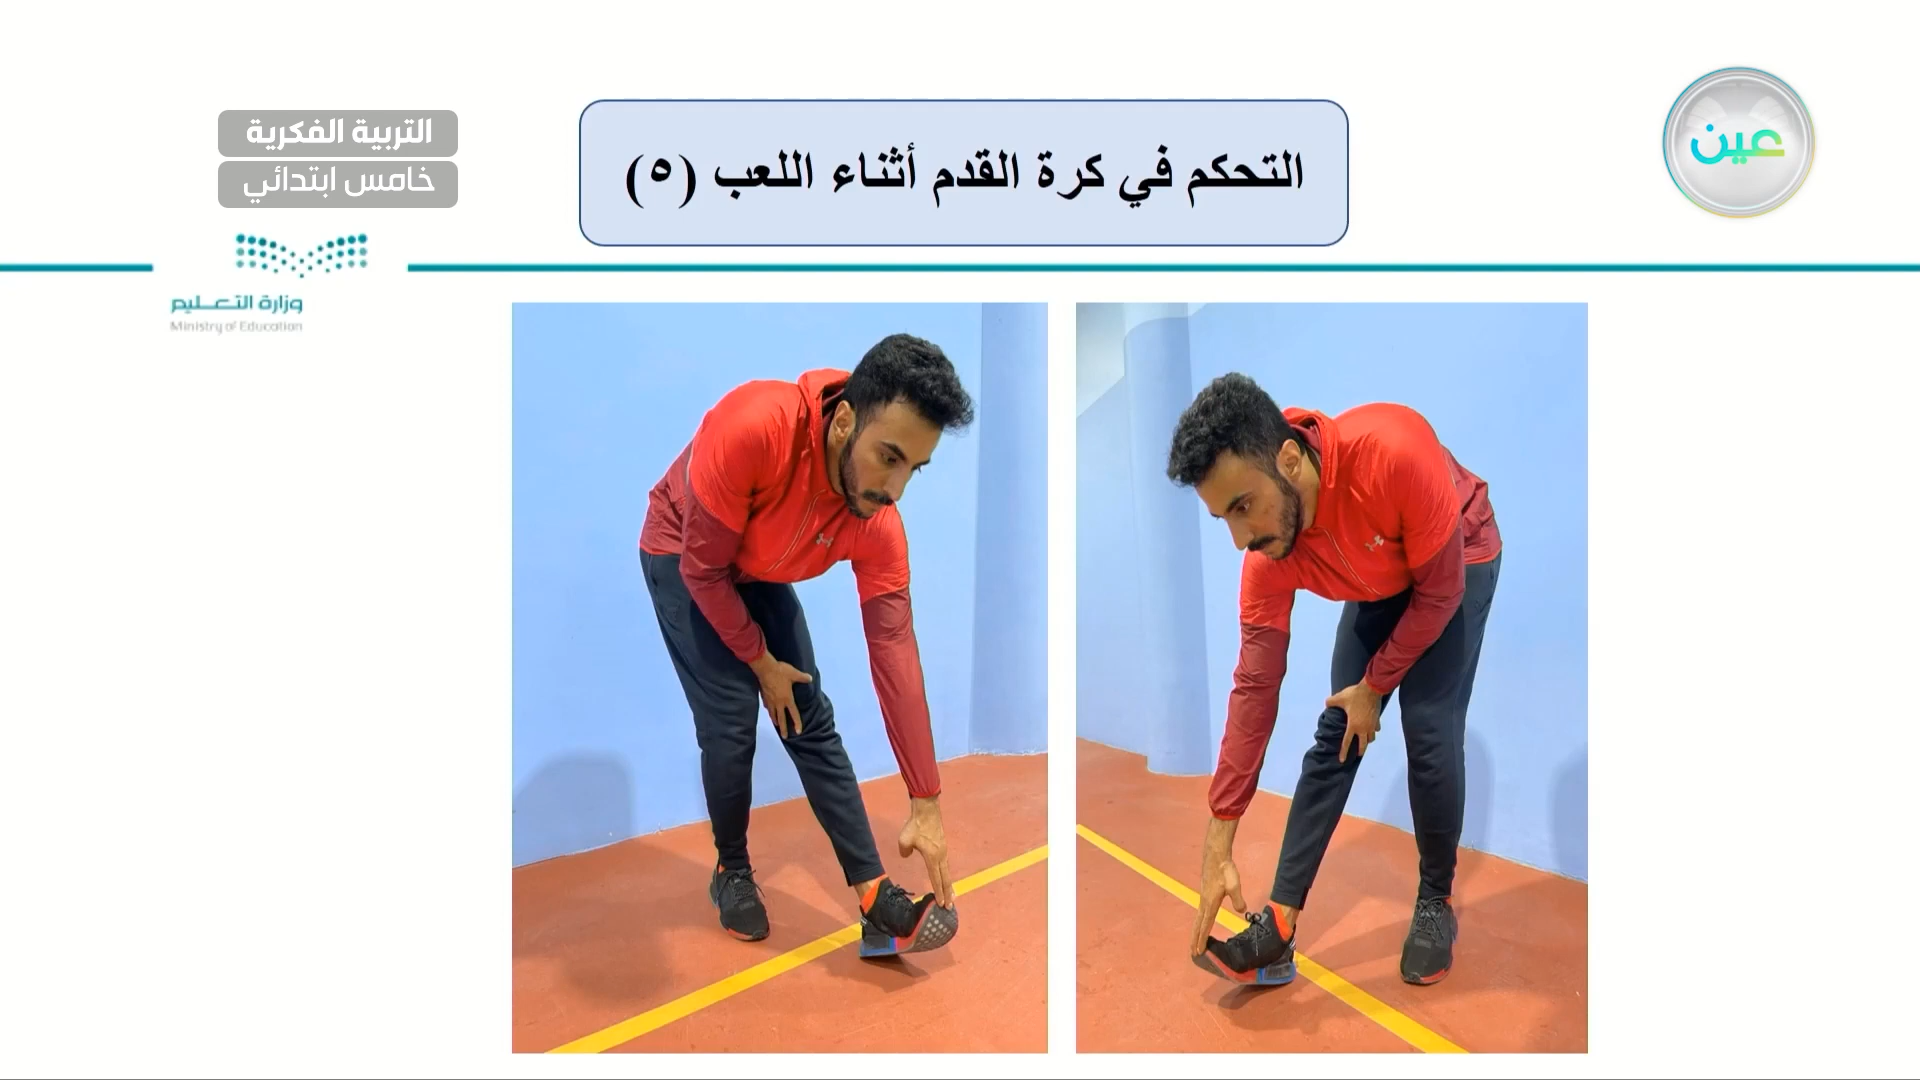 عين
التحكم في كرة القدم أثناء اللعب (٥)
التربية الفكرية
خامس ابتدائي
وزارة التعليم
Ministry of Education